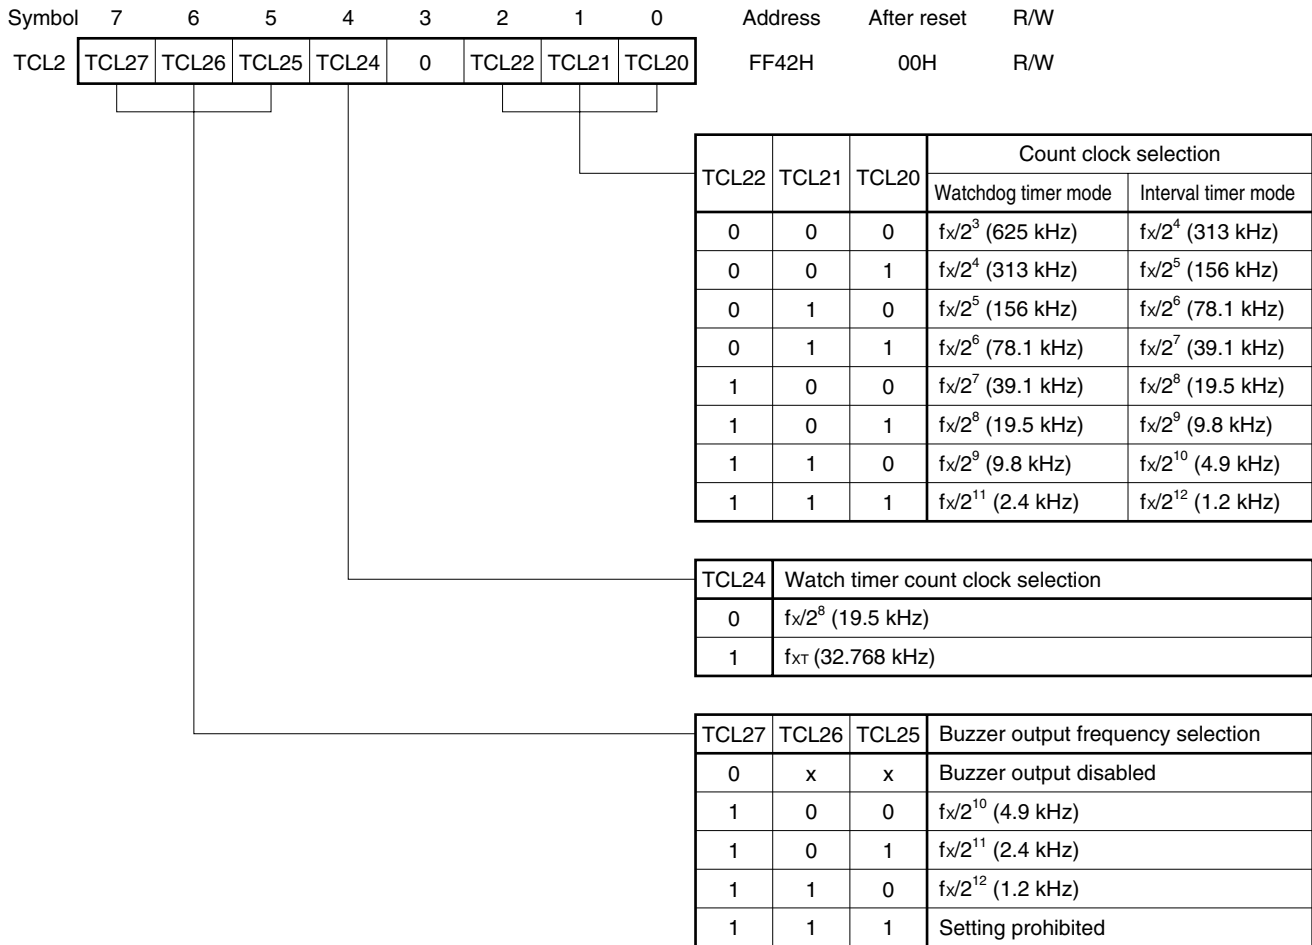 Symbol 7 6 5 4 3 2 1 0 Address After reset R/W
TCL2 TCL27 TCL26 TCL25 TCL24 0 TCL22 TCL21 TCL20 FF42H 00H R/W
TCL22 TCL21 TCL20 Count clock selection
Watchdog timer mode Interval timer mode
0 0 0 fx/2³ (625 kHz) fx/2⁴ (313 kHz)
0 0 1 fx/2⁴ (313 kHz) fx/2⁵ (156 kHz)
0 1 0 fx/2⁵ (156 kHz) fx/2⁶ (78.1 kHz)
0 1 1 fx/2⁶ (78.1 kHz) fx/2⁷ (39.1 kHz)
1 0 0 fx/2⁷ (39.1 kHz) fx/2⁸ (19.5 kHz)
1 0 1 fx/2⁸ (19.5 kHz) fx/2⁹ (9.8 kHz)
1 1 0 fx/2⁹ (9.8 kHz) fx/2¹⁰ (4.9 kHz)
1 1 1 fx/2¹¹ (2.4 kHz) fx/2¹² (1.2 kHz)
TCL24 Watch timer count clock selection
0 fx/2⁸ (19.5 kHz)
1 fXT (32.768 kHz)
TCL27 TCL26 TCL25 Buzzer output frequency selection
0 x x Buzzer output disabled
1 0 0 fx/2¹⁰ (4.9 kHz)
1 0 1 fx/2¹¹ (2.4 kHz)
1 1 0 fx/2¹² (1.2 kHz)
1 1 1 Setting prohibited